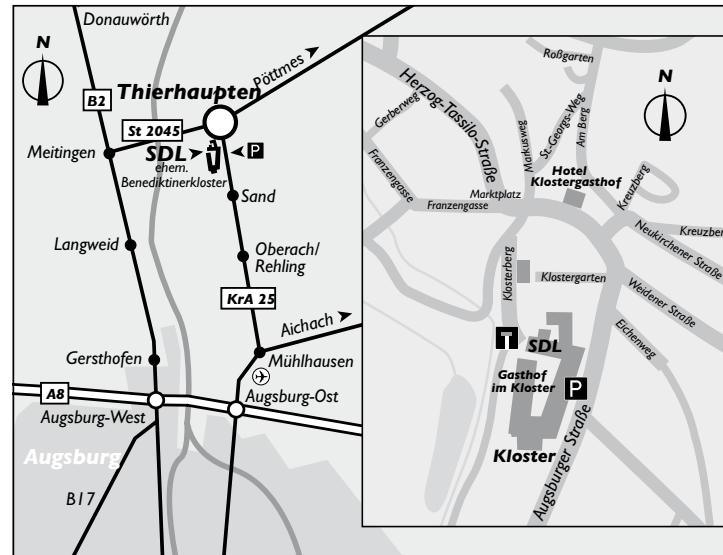 Donauwörth
N
Pöttmes
B2
Thierhaupten
St 2045
Meitingen
SDL
P
ehem.
Benediktinerkloster
Sand
Langweid
Oberach/
Rehling
KrA 25
Aichach
Gersthofen
Mühlhausen
A8
Augsburg-West
Augsburg-Ost
Augsburg
B17
Roßgarten
N
Herzog-Tassilo-Straße
Gerberweg
Markusweg
St.-Georgs-Weg
Am Berg
Franzengasse
Hotel
Klostergasthof
Kreuzberg
Marktplatz
Franzengasse
Kreuzberg
Neukirchener Straße
Klosterberg
Klostergarten
Weidener Straße
Eichenweg
SDL
Gasthof
im Kloster
P
Kloster
Augsburger Straße